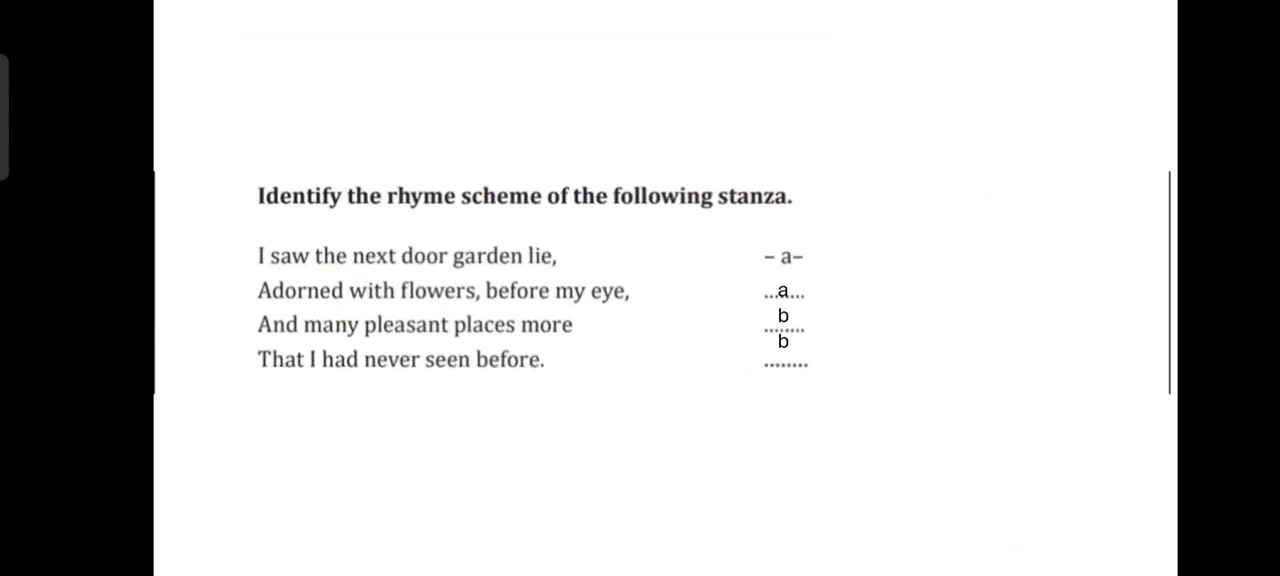 Identify the rhyme scheme of the following stanza.
I saw the next door garden lie, – a–
Adorned with flowers, before my eye, ...a...
And many pleasant places more b ........
That I had never seen before. b ........